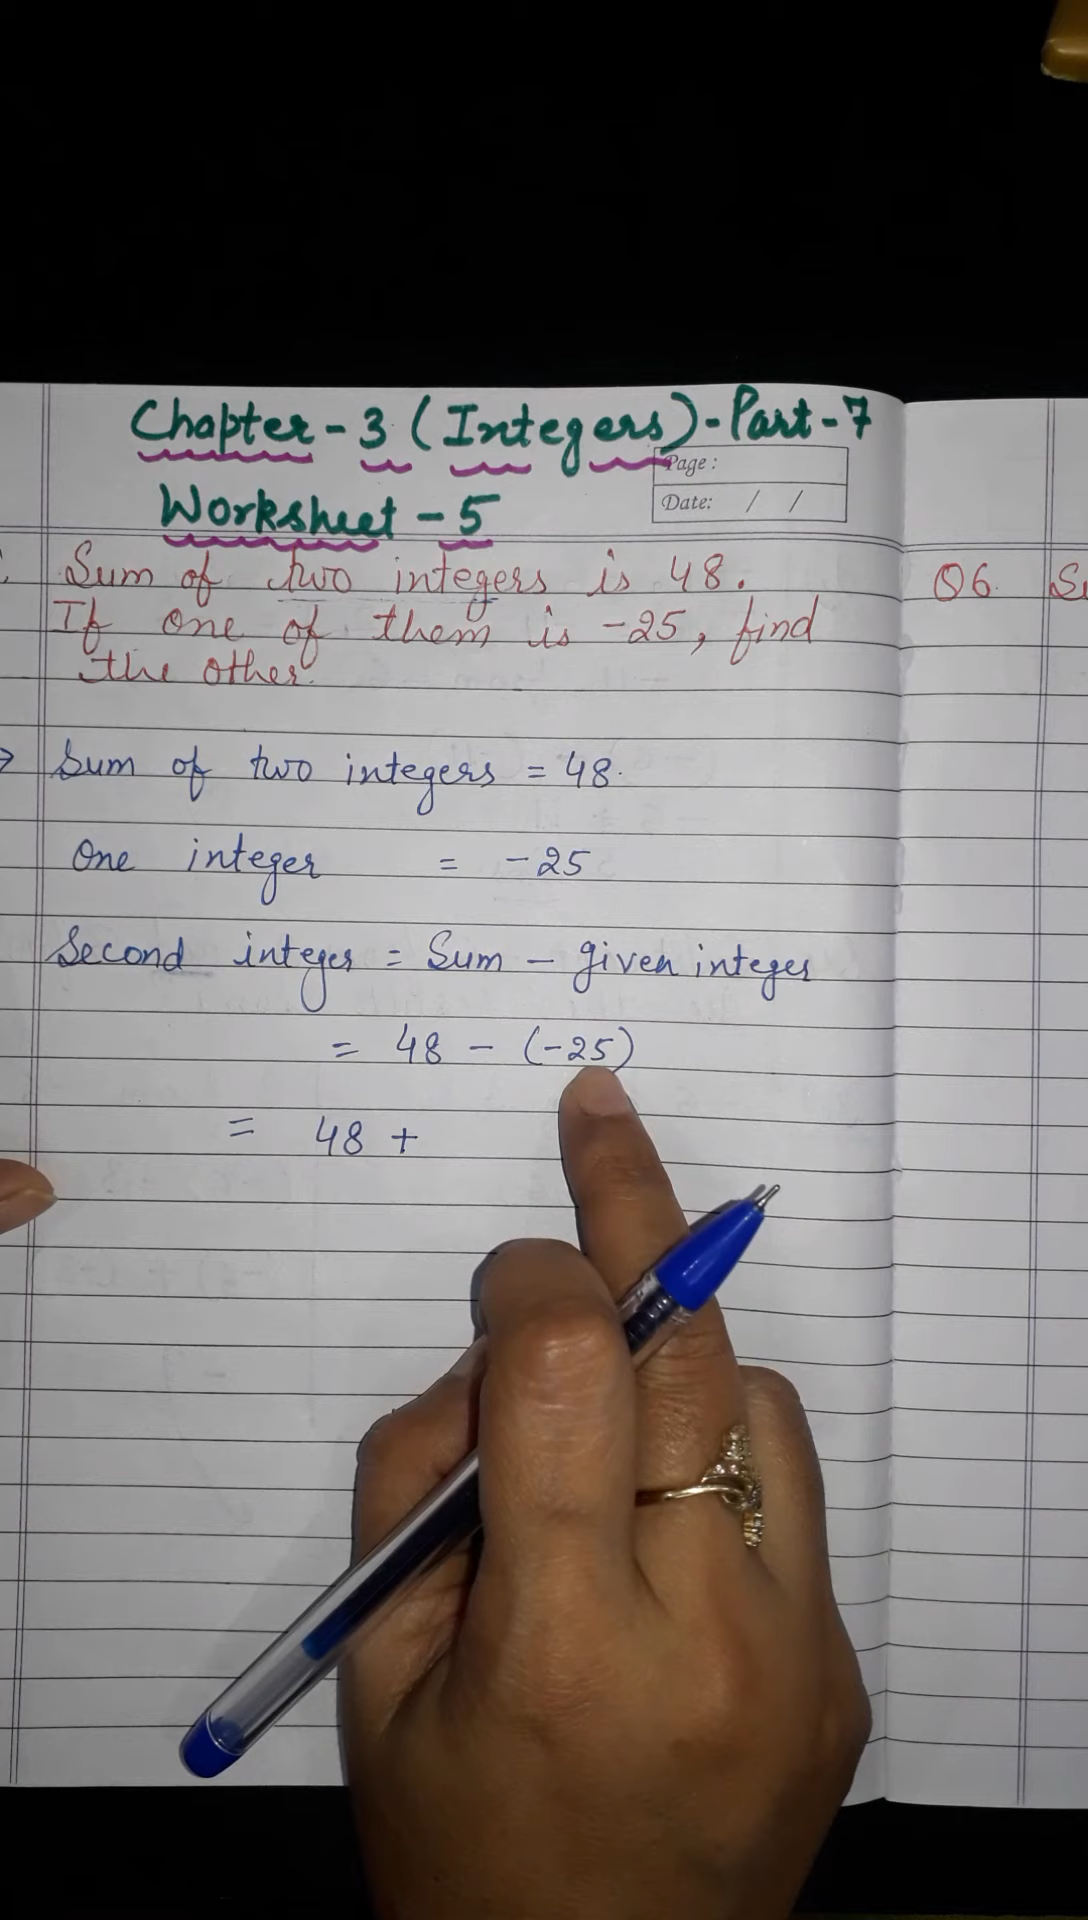 Chapter-3 (Integers)-Part-7
Page:
Worksheet-5
Date: / /
Sum of two integers is 48.
If one of them is -25, find
the other.
Q6.
Sum of two integers = 48.
One integer = -25
Second integer = Sum - given integer
= 48 - (-25)
= 48 +